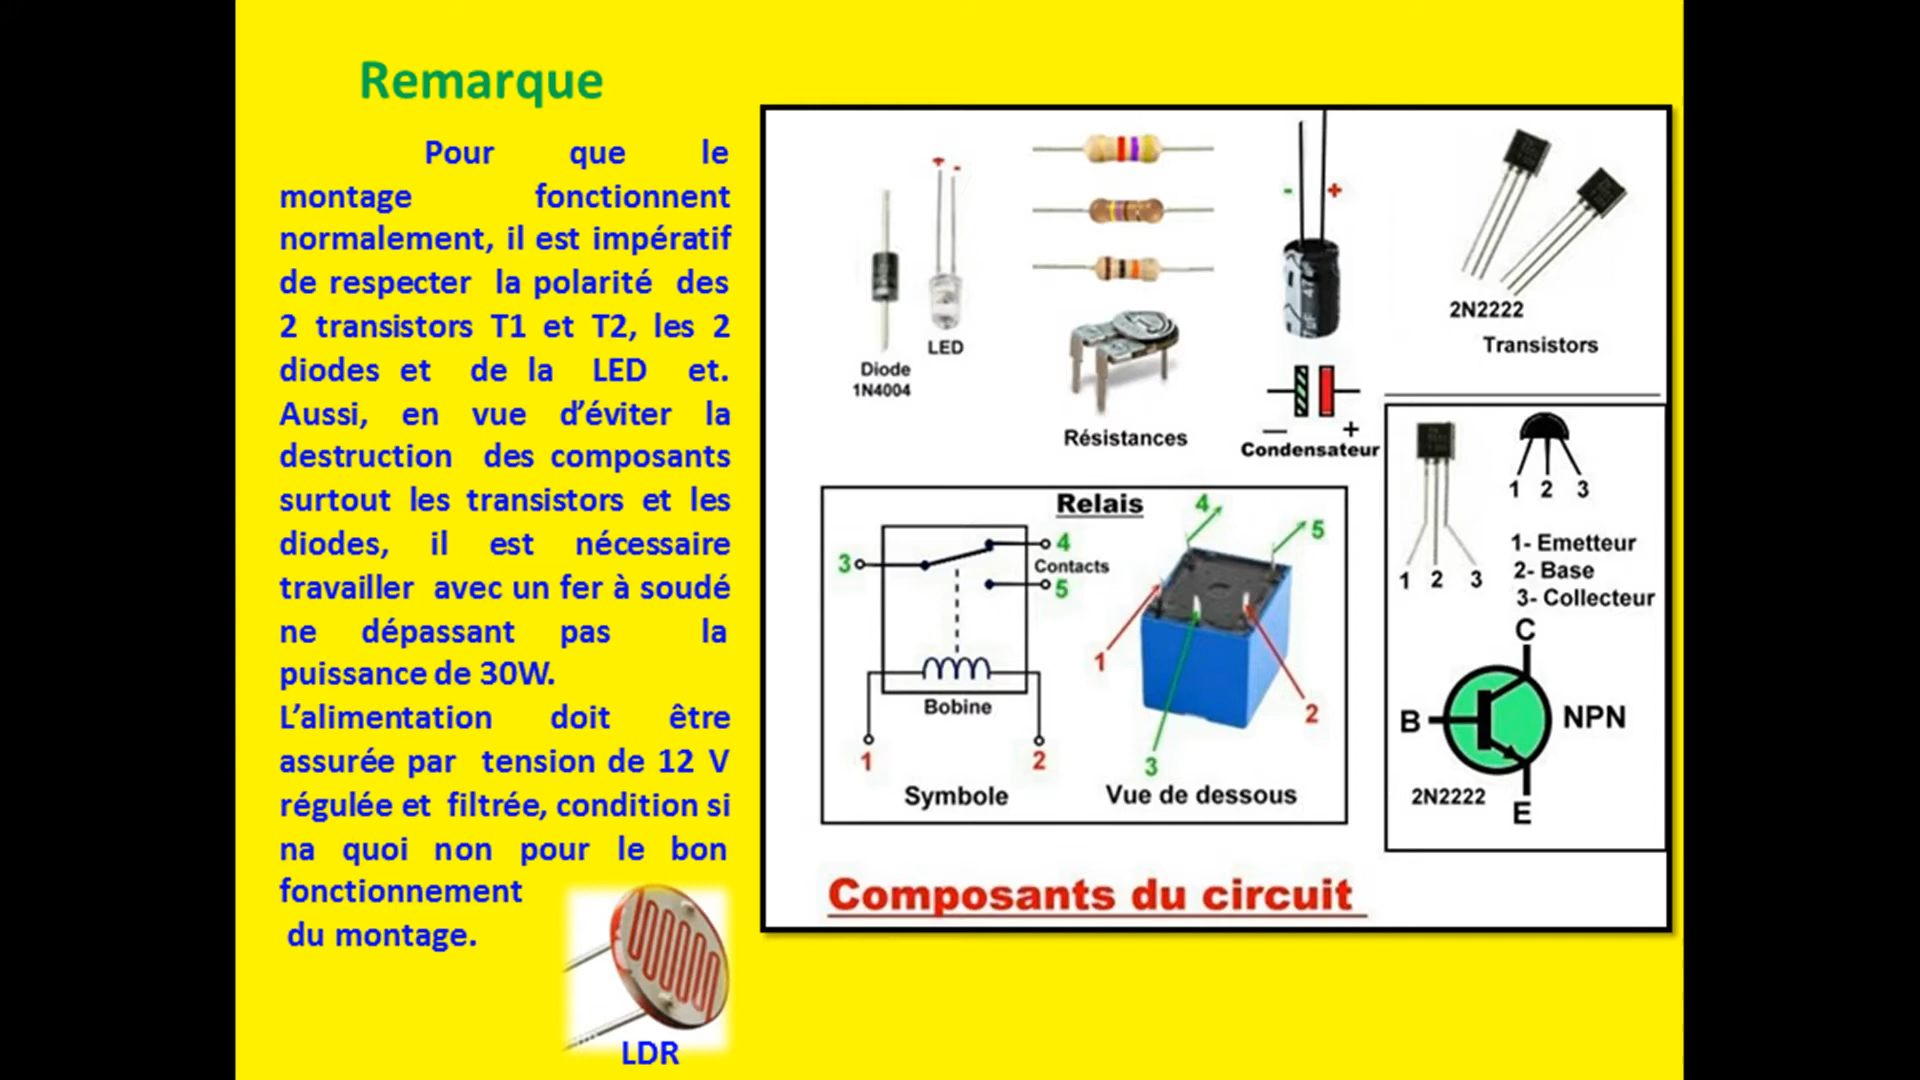 Remarque
Pour que le
montage fonctionnent
normalement, il est impératif
de respecter la polarité des
2 transistors T1 et T2, les 2
diodes et de la LED et.
Aussi, en vue d’éviter la
destruction des composants
surtout les transistors et les
diodes, il est nécessaire
travailler avec un fer à soudé
ne dépassant pas la
puissance de 30W.
L’alimentation doit être
assurée par tension de 12 V
régulée et filtrée, condition si
na quoi non pour le bon
fonctionnement
du montage.
LDR
+ -
LED
Diode
1N4004
Résistances
- +
47
— +
Condensateur
2N2222
Transistors
1 2 3
1 2 3
1- Emetteur
2- Base
3- Collecteur
C
B
NPN
2N2222
E
Relais
3
4
Contacts
5
Bobine
1
2
Symbole
4
5
1
2
3
Vue de dessous
Composants du circuit